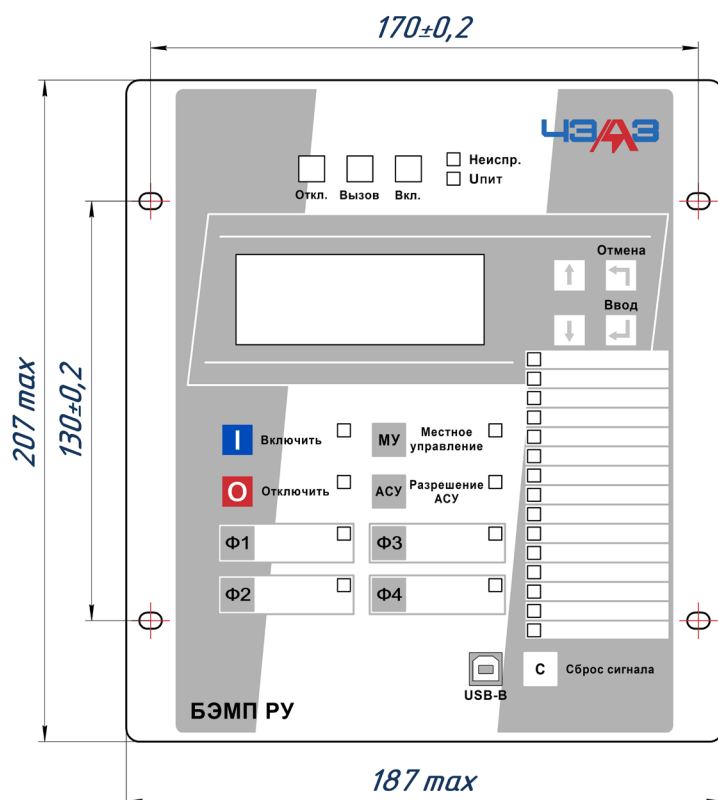 170±0,2
ЧЭАЗ
Неиспр.
Uпит
Откл. Вызов Вкл.
Отмена
Ввод
207 max
130±0,2
I Включить
МУ Местное
управление
O Отключить
АСУ Разрешение
АСУ
Ф1
Ф3
Ф2
Ф4
USB-B
C Сброс сигнала
БЭМП РУ
187 max